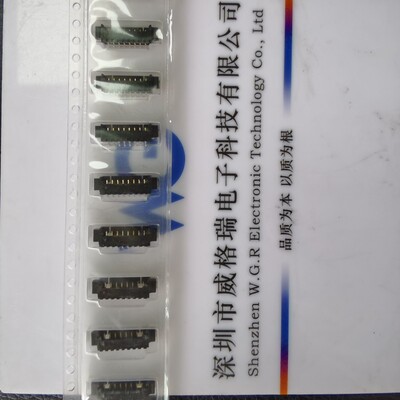 深圳市威格瑞电子科技有限公司
Shenzhen W.G.R Electronic Technology Co., Ltd
品质为本 以质为根